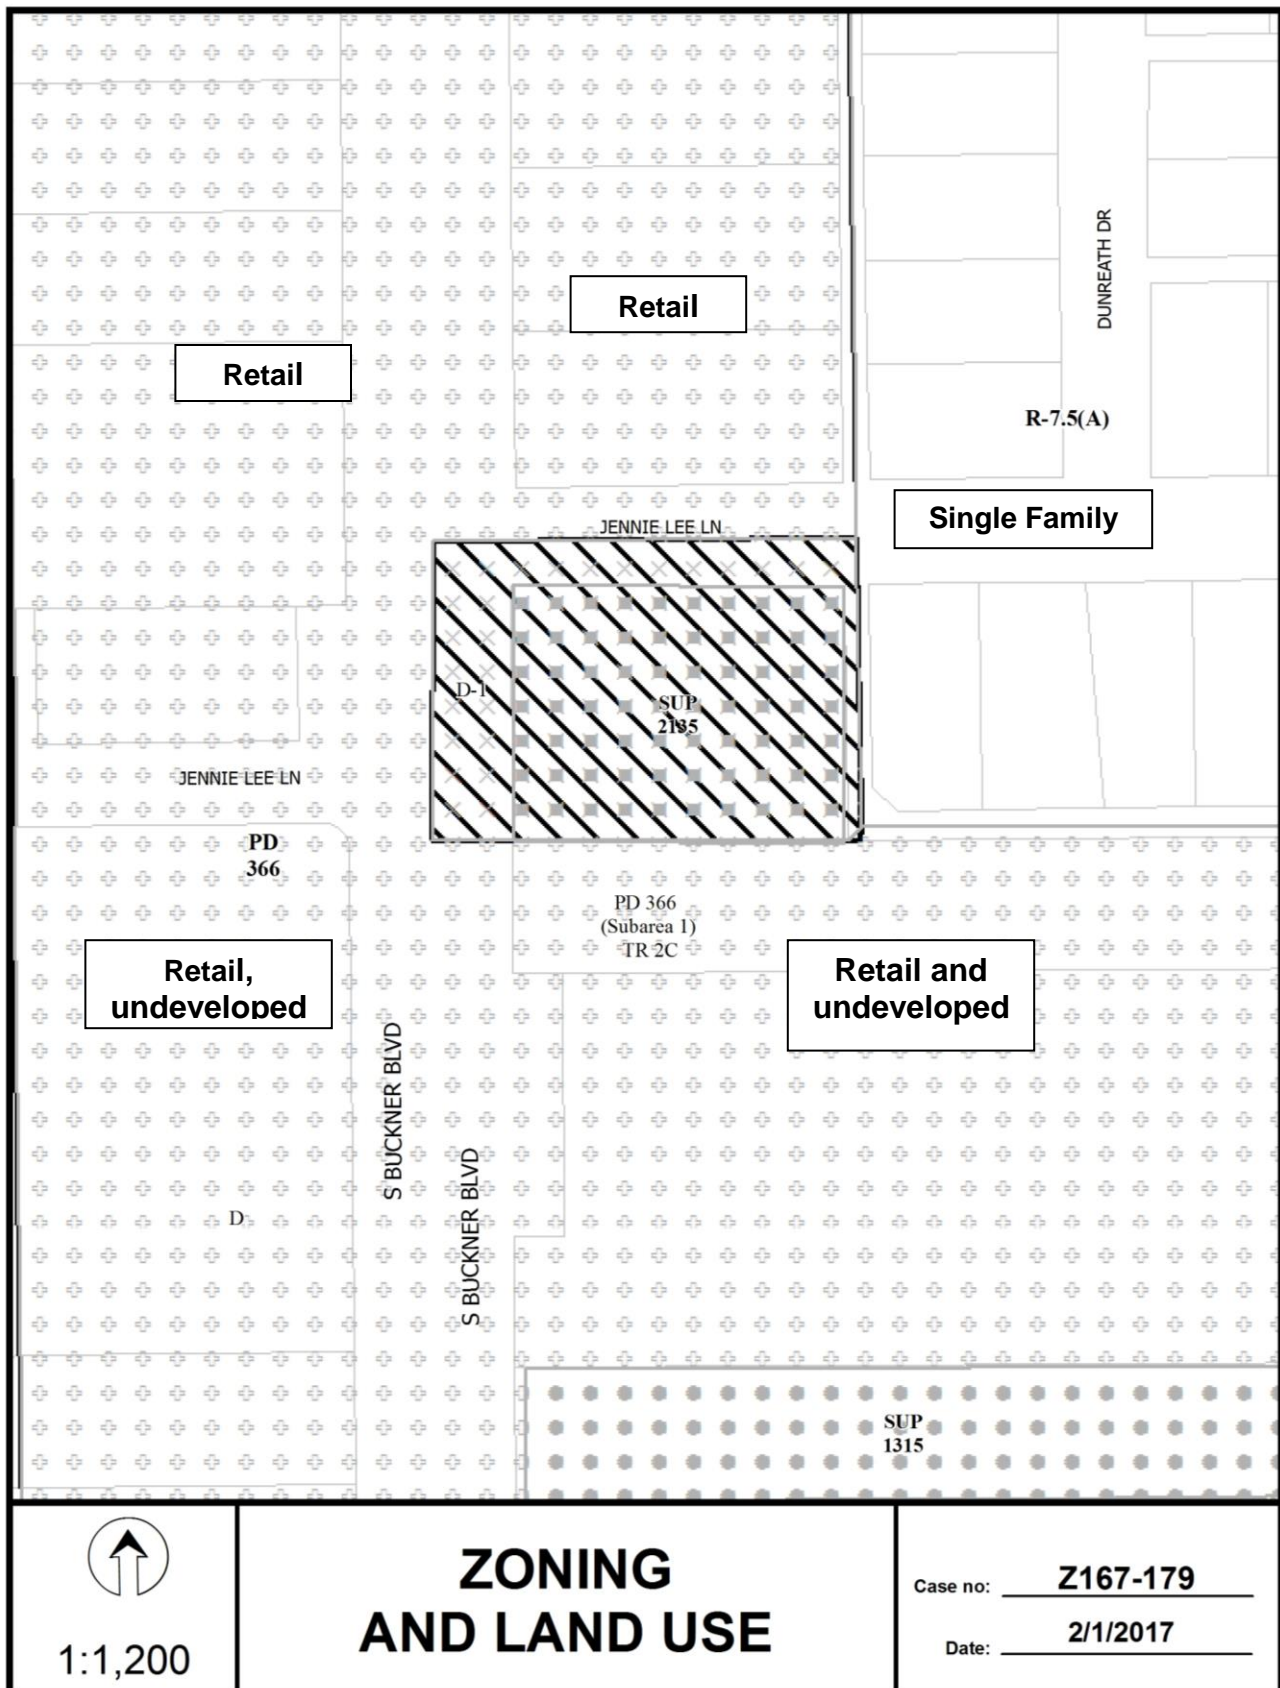 DUNREATH DR
Retail
Retail
R-7.5(A)
Single Family
JENNIE LEE LN
D-1
SUP
2135
JENNIE LEE LN
PD
366
PD 366
(Subarea 1)
TR 2C
Retail,
undeveloped
Retail and
undeveloped
S BUCKNER BLVD
S BUCKNER BLVD
D
SUP
1315
1:1,200
ZONING
AND LAND USE
Case no: Z167-179
Date: 2/1/2017